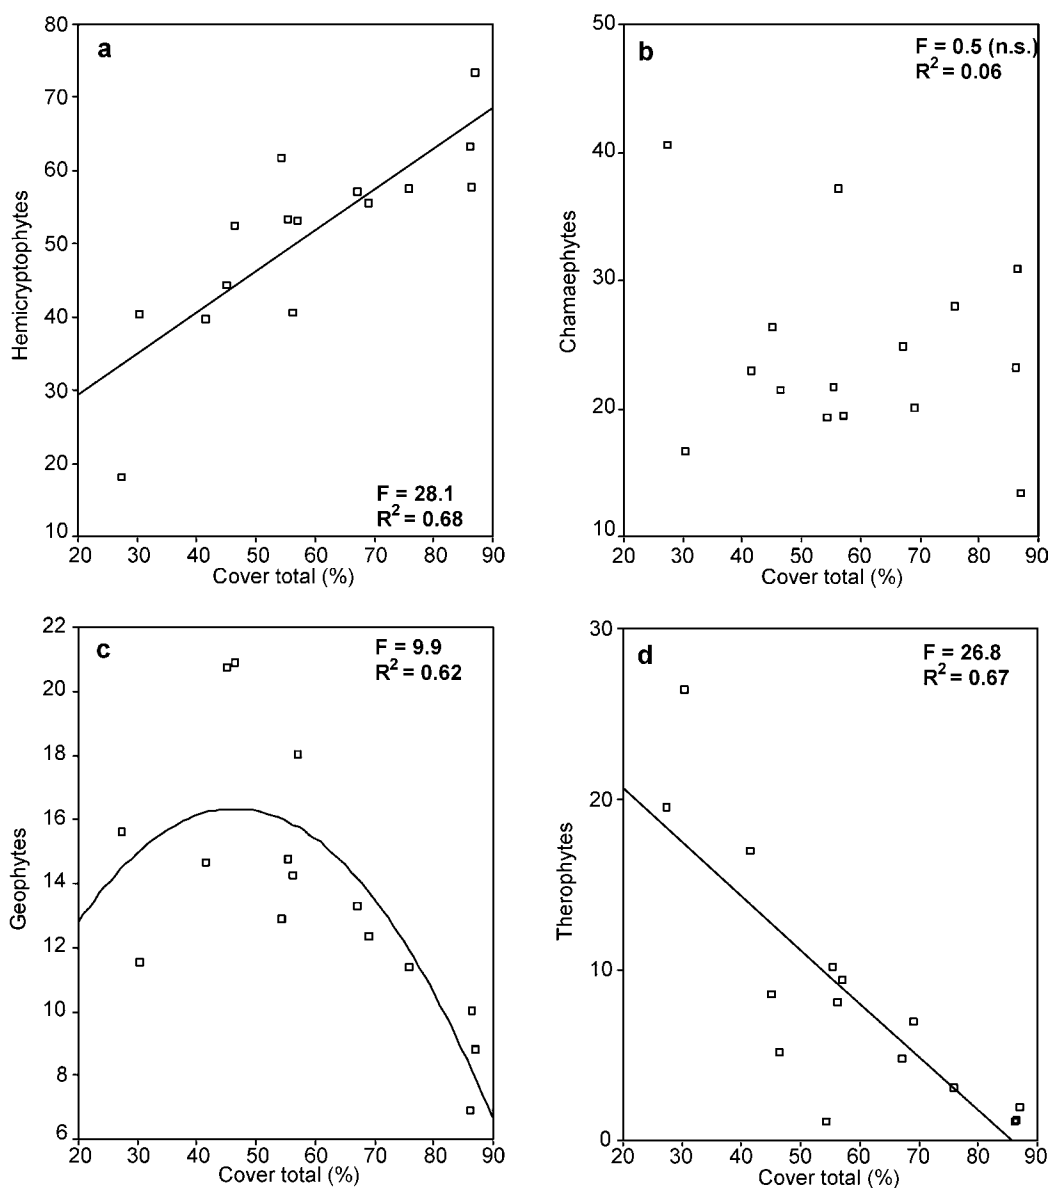 80
70
60
50
40
30
20
10
Hemicryptophytes
a
F = 28.1
R² = 0.68
20 30 40 50 60 70 80 90
Cover total (%)
50
40
30
20
10
Chamaephytes
b
F = 0.5 (n.s.)
R² = 0.06
20 30 40 50 60 70 80 90
Cover total (%)
22
20
18
16
14
12
10
8
6
Geophytes
c
F = 9.9
R² = 0.62
20 30 40 50 60 70 80 90
Cover total (%)
30
20
10
0
Therophytes
d
F = 26.8
R² = 0.67
20 30 40 50 60 70 80 90
Cover total (%)